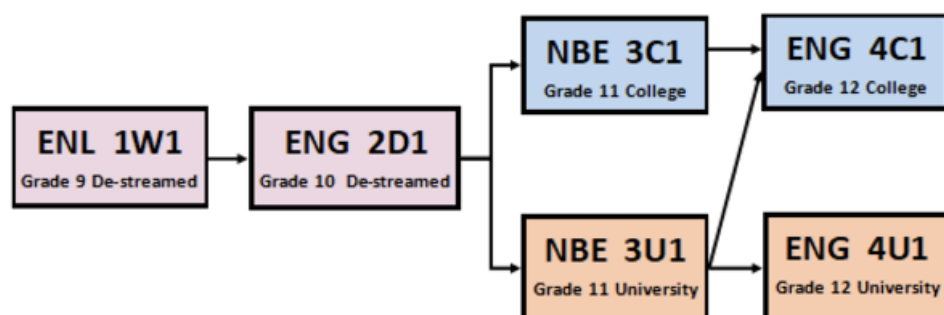 ENL 1W1
Grade 9 De-streamed
ENG 2D1
Grade 10 De-streamed
NBE 3C1
Grade 11 College
ENG 4C1
Grade 12 College
NBE 3U1
Grade 11 University
ENG 4U1
Grade 12 University